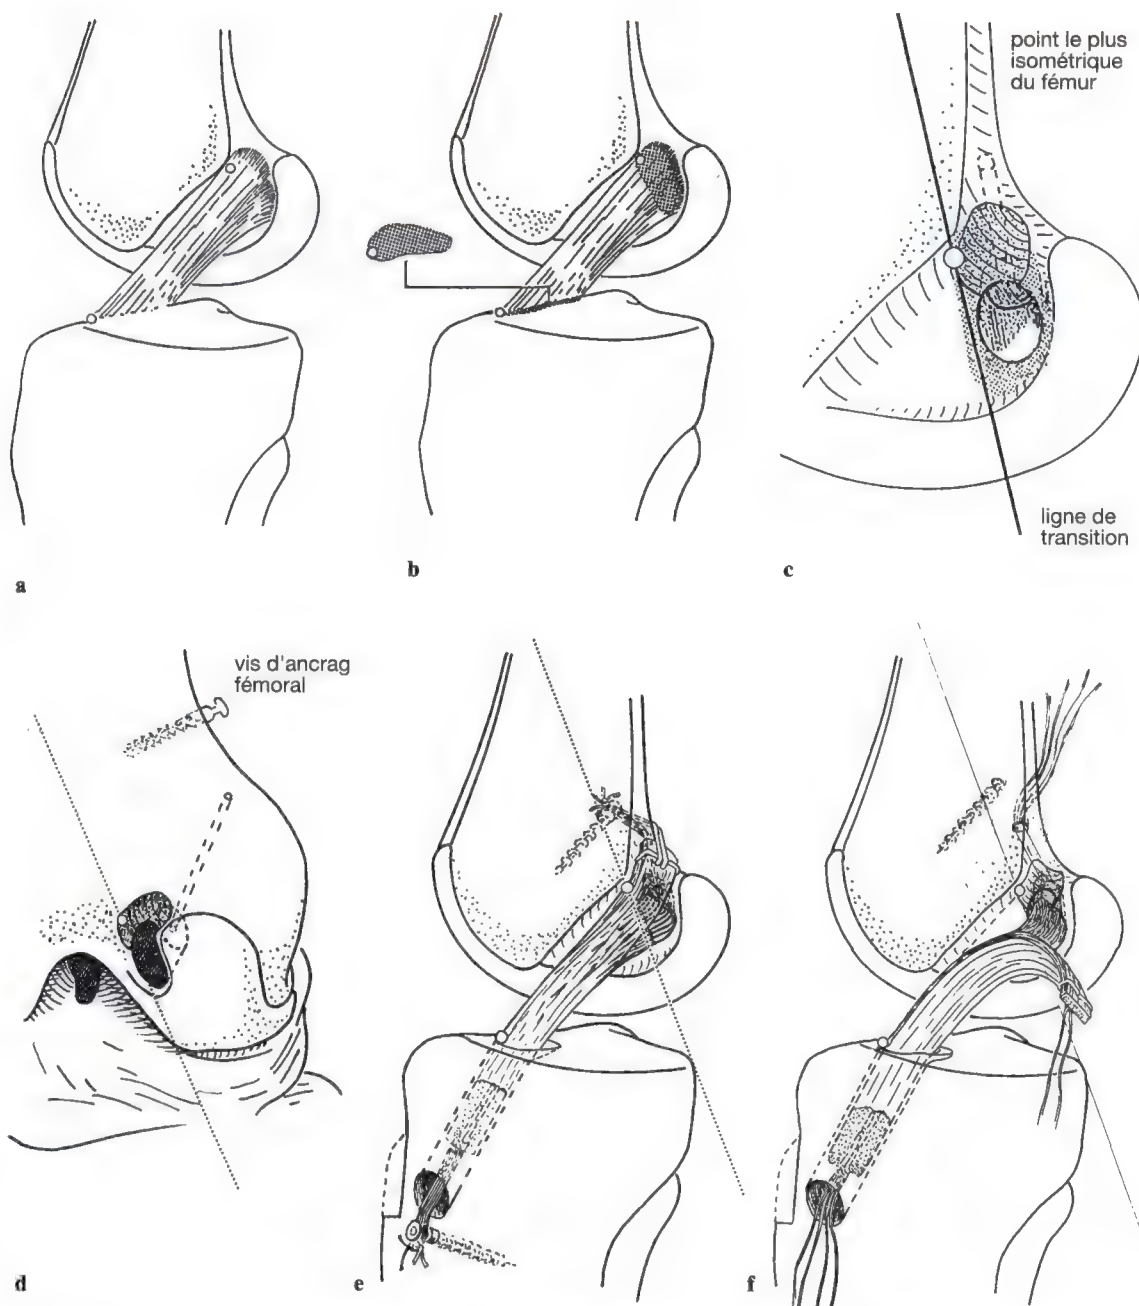 point le plus
isométrique
du fémur
ligne de
transition
a
b
c
vis d'ancrag
fémoral
d
e
f